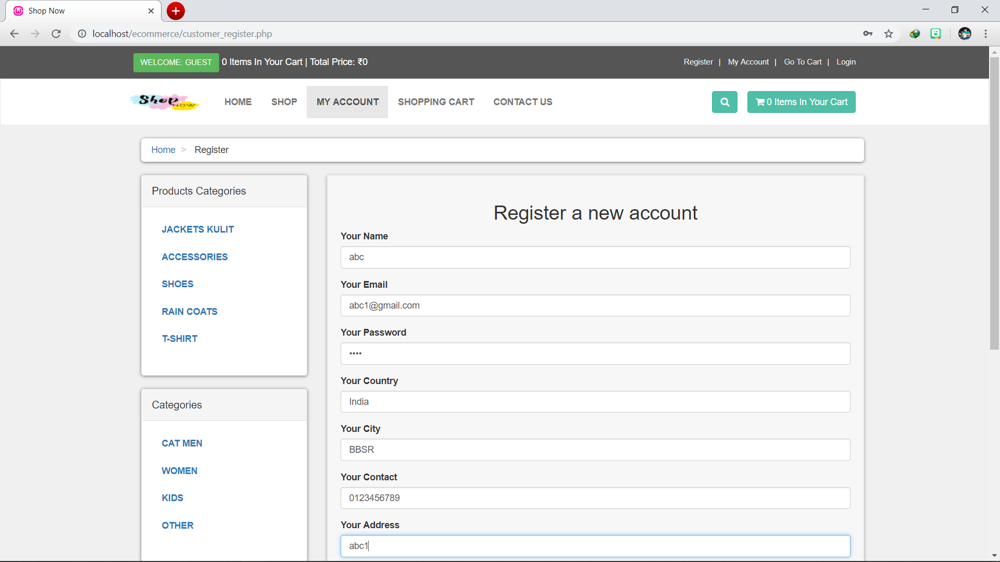 Shop Now
localhost/ecommerce/customer_register.php
WELCOME: GUEST 0 Items In Your Cart | Total Price: ₹0
Register | My Account | Go To Cart | Login
Shop NOW
HOME SHOP MY ACCOUNT SHOPPING CART CONTACT US
0 Items In Your Cart
Home > Register
Products Categories
JACKETS KULIT
ACCESSORIES
SHOES
RAIN COATS
T-SHIRT
Categories
CAT MEN
WOMEN
KIDS
OTHER
Register a new account
Your Name
abc
Your Email
abc1@gmail.com
Your Password
••••
Your Country
India
Your City
BBSR
Your Contact
0123456789
Your Address
abc1